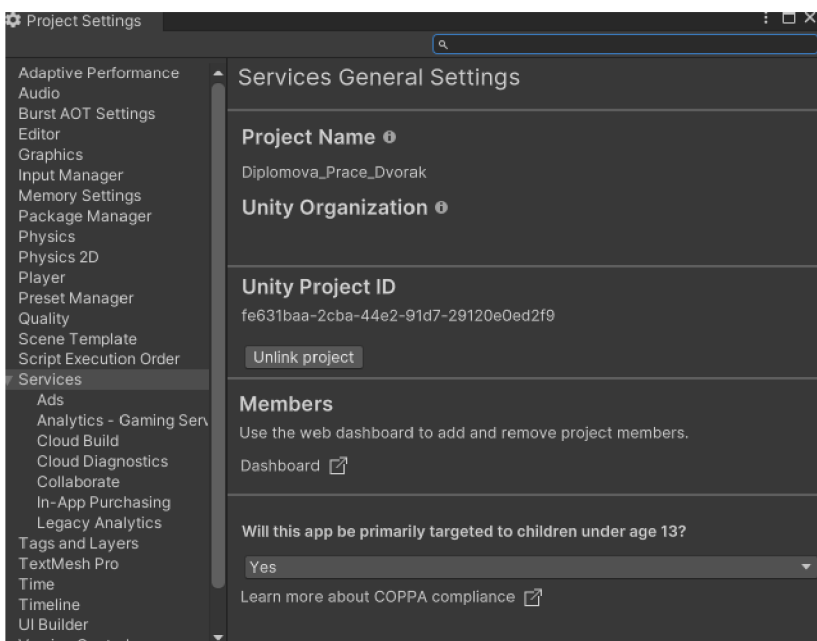 Project Settings
Adaptive Performance
Audio
Burst AOT Settings
Editor
Graphics
Input Manager
Memory Settings
Package Manager
Physics
Physics 2D
Player
Preset Manager
Quality
Scene Template
Script Execution Order
Services
Ads
Analytics - Gaming Serv
Cloud Build
Cloud Diagnostics
Collaborate
In-App Purchasing
Legacy Analytics
Tags and Layers
TextMesh Pro
Time
Timeline
UI Builder
Services General Settings
Project Name
Diplomova_Prace_Dvorak
Unity Organization
Unity Project ID
fe631baa-2cba-44e2-91d7-29120e0ed2f9
Unlink project
Members
Use the web dashboard to add and remove project members.
Dashboard
Will this app be primarily targeted to children under age 13?
Yes
Learn more about COPPA compliance